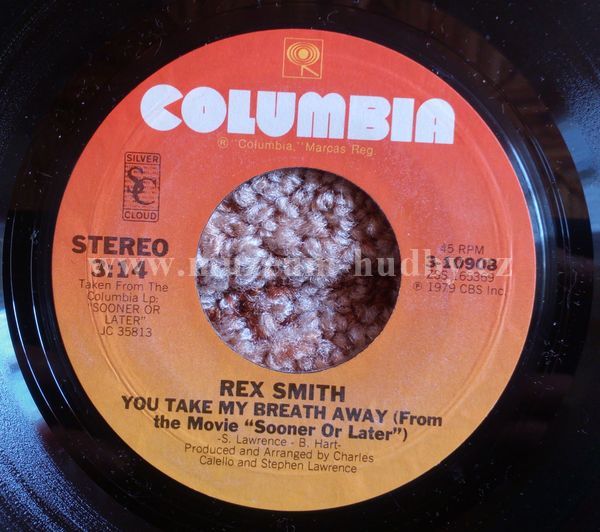 COLUMBIA
® "Columbia," Marcas Reg.
SILVER
SC
CLOUD
STEREO
3:14
Taken From The
Columbia Lp:
"SOONER OR
LATER"
JC 35813
45 RPM
3-10908
ZSS 165369
℗ 1979 CBS Inc.
REX SMITH
YOU TAKE MY BREATH AWAY (From
the Movie "Sooner Or Later")
-S. Lawrence - B. Hart-
Produced and Arranged by Charles
Calello and Stephen Lawrence